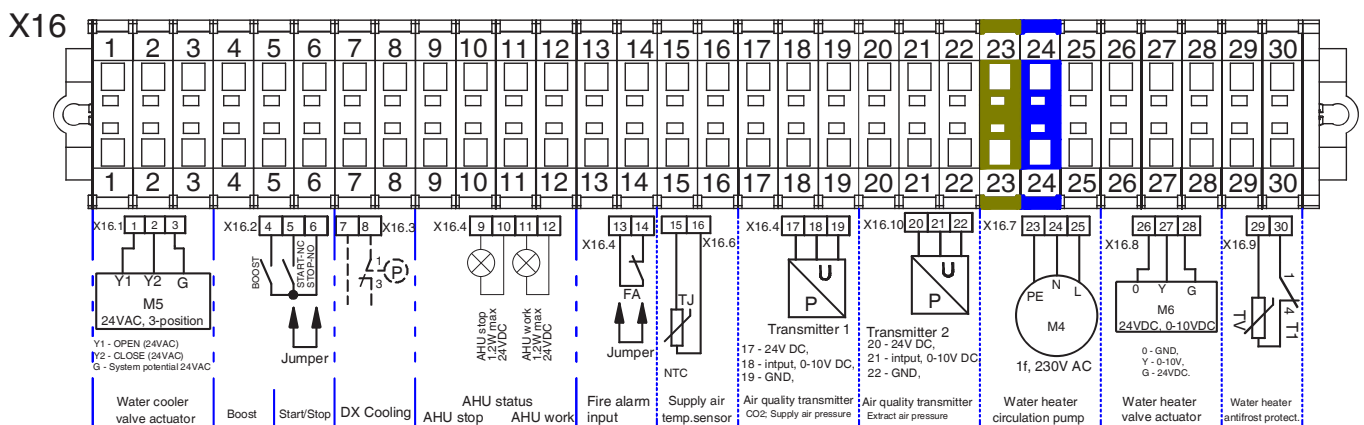 X16
1 2 3 4 5 6 7 8 9 10 11 12 13 14 15 16 17 18 19 20 21 22 23 24 25 26 27 28 29 30
1 2 3 4 5 6 7 8 9 10 11 12 13 14 15 16 17 18 19 20 21 22 23 24 25 26 27 28 29 30
X16.1 1 2 3
Y1 Y2 G
M5
24VAC, 3-position
Y1 - OPEN (24VAC)
Y2 - CLOSE (24VAC)
G - System potential 24VAC
Water cooler
valve actuator
X16.2 4 5 6
BOOST
START-NC
STOP-NO
Jumper
Boost
Start/Stop
7 8 X16.3
1
P
3
DX Cooling
X16.4 9 10 11 12
AHU stop
1.2W max
24VDC
AHU work
1.2W max
24VDC
AHU status
AHU stop AHU work
13 14
X16.4
FA
Jumper
Fire alarm
input
15 16
X16.6
TJ
NTC
Supply air
temp.sensor
X16.4 17 18 19
U
P
Transmitter 1
17 - 24V DC,
18 - intput, 0-10V DC
19 - GND,
Air quality transmitter
CO2; Supply air pressure
X16.10 20 21 22
U
P
Transmitter 2
20 - 24V DC,
21 - intput, 0-10V DC
22 - GND,
Air quality transmitter
Extract air pressure
X16.7
23 24 25
PE N L
M4
1f, 230V AC
Water heater
circulation pump
26 27 28
X16.8
0 Y G
M6
24VDC, 0-10VDC
0 - GND,
Y - 0-10V,
G - 24VDC.
Water heater
valve actuator
29 30
X16.9
1
TV
4
T1
Water heater
antifrost protect.